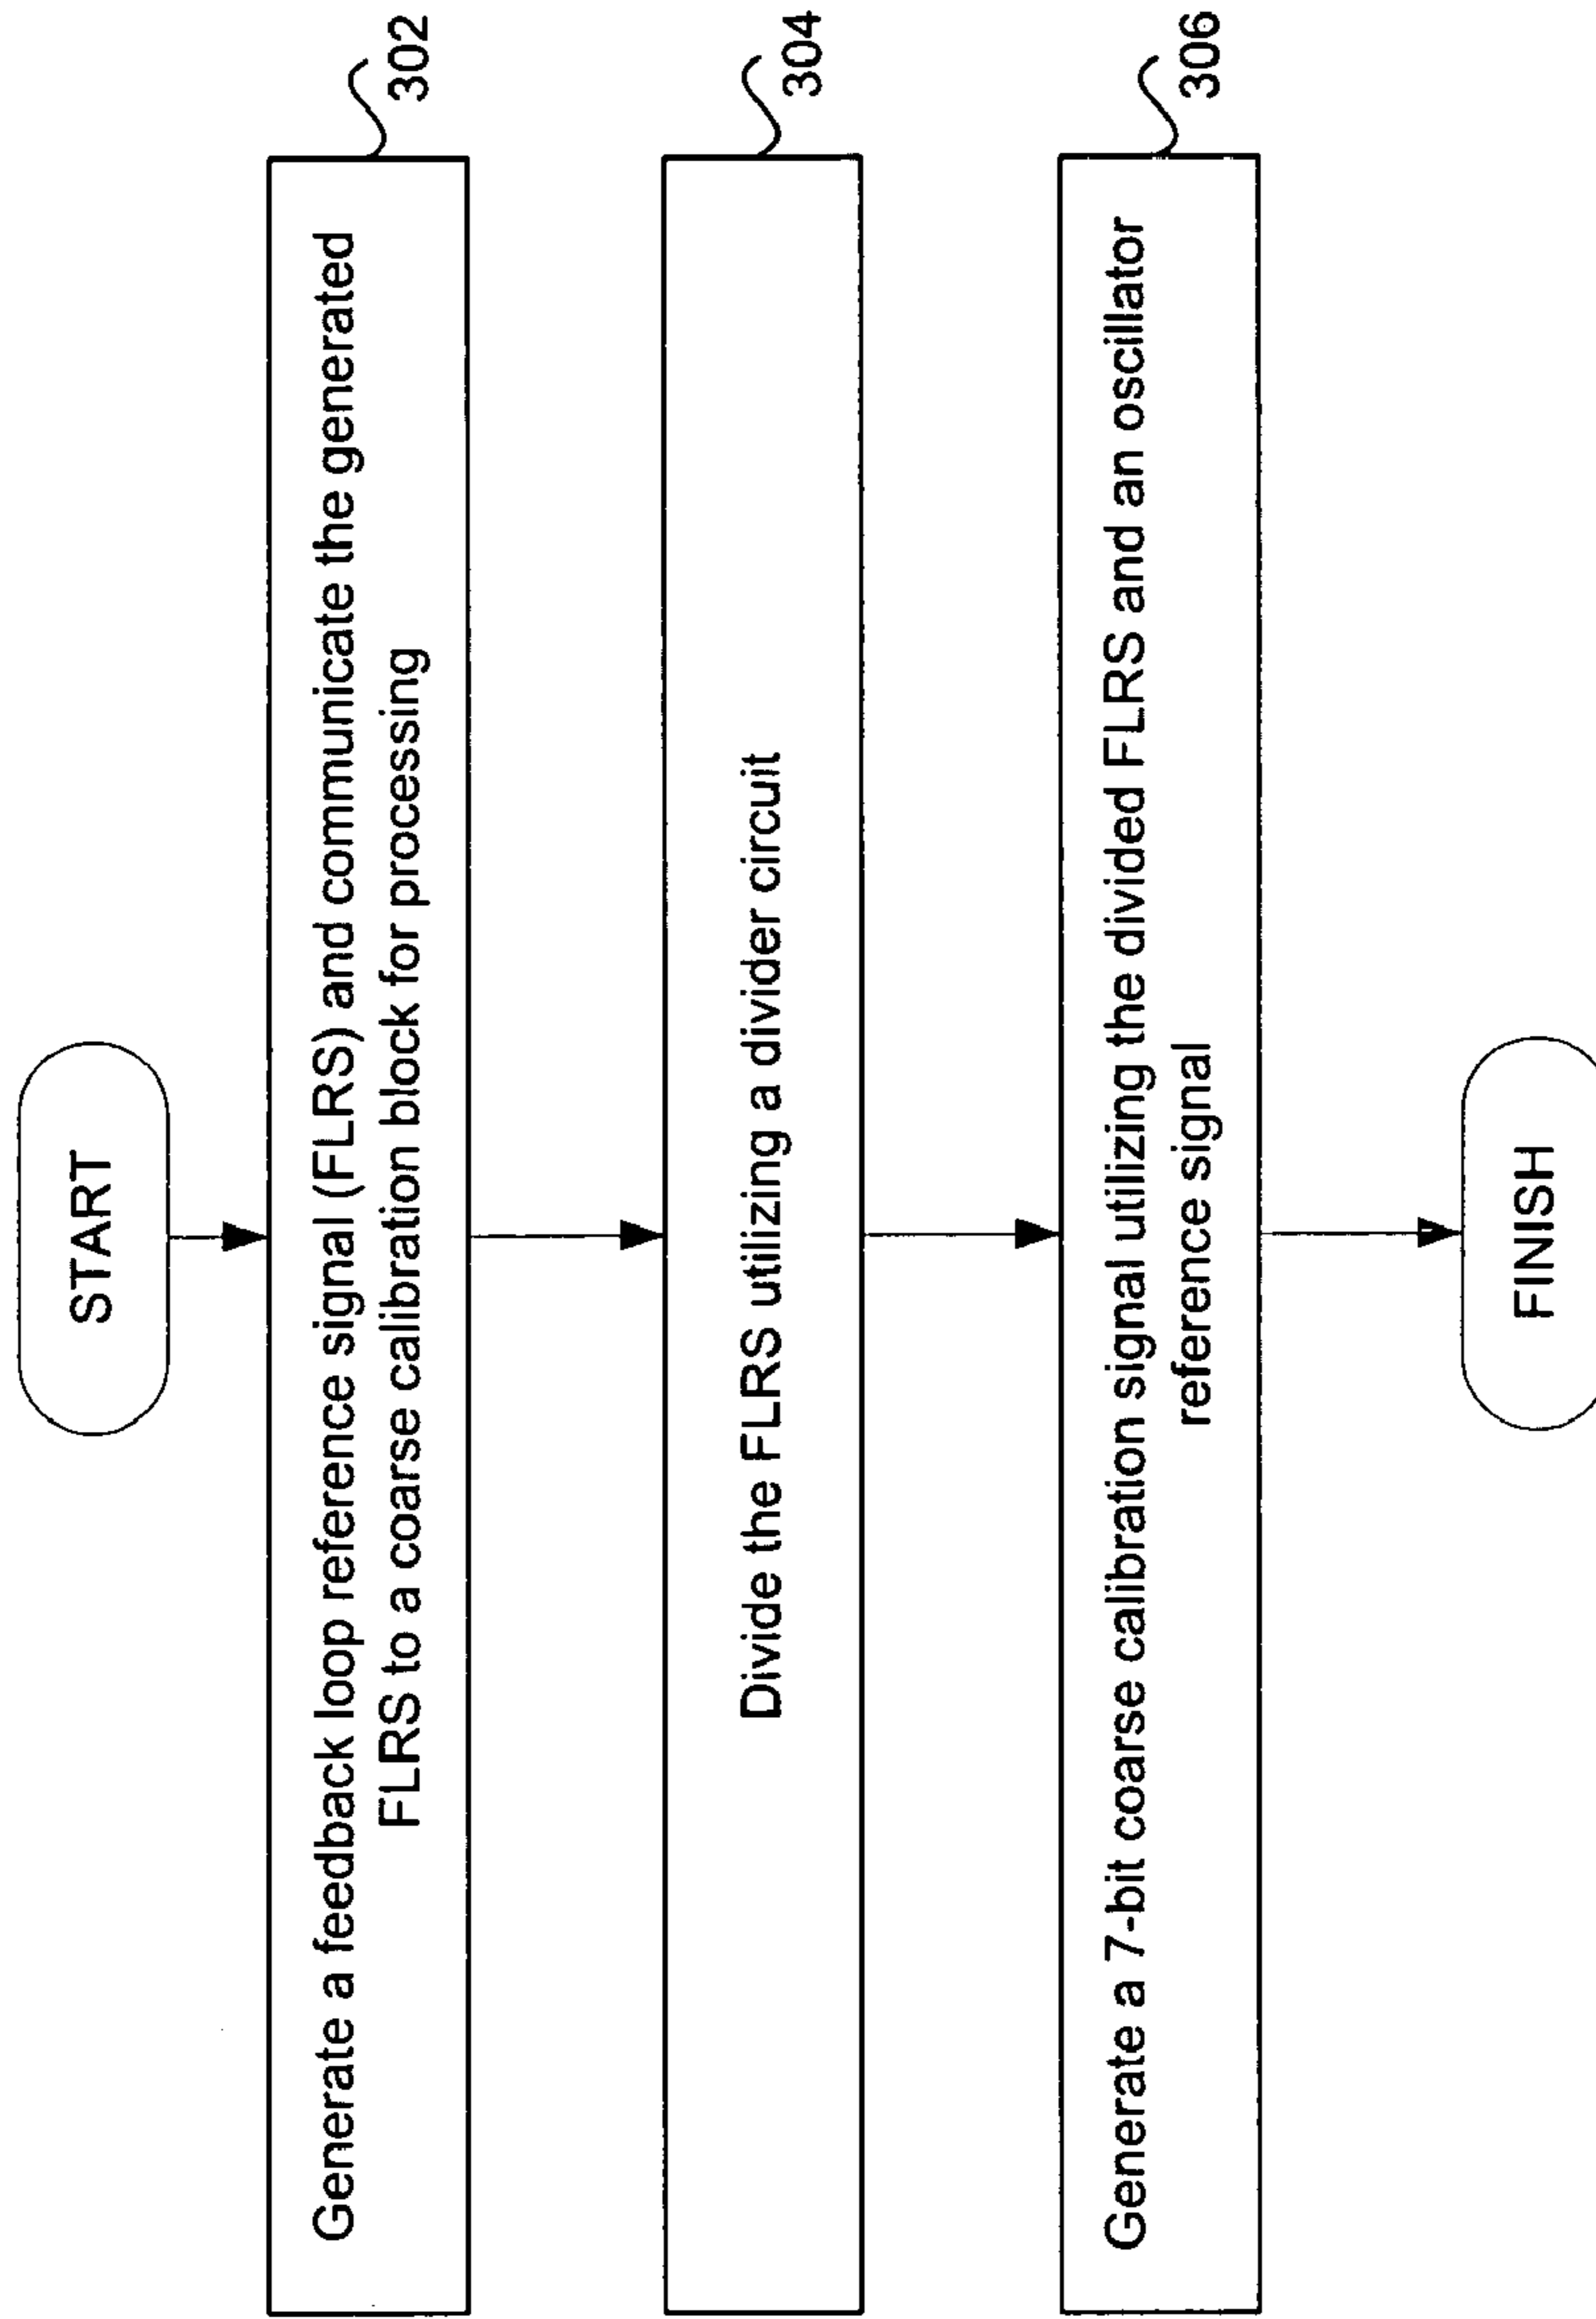 START
Generate a feedback loop reference signal (FLRS) and communicate the generated
FLRS to a coarse calibration block for processing
302
Divide the FLRS utilizing a divider circuit
304
Generate a 7-bit coarse calibration signal utilizing the divided FLRS and an oscillator
reference signal
306
FINISH